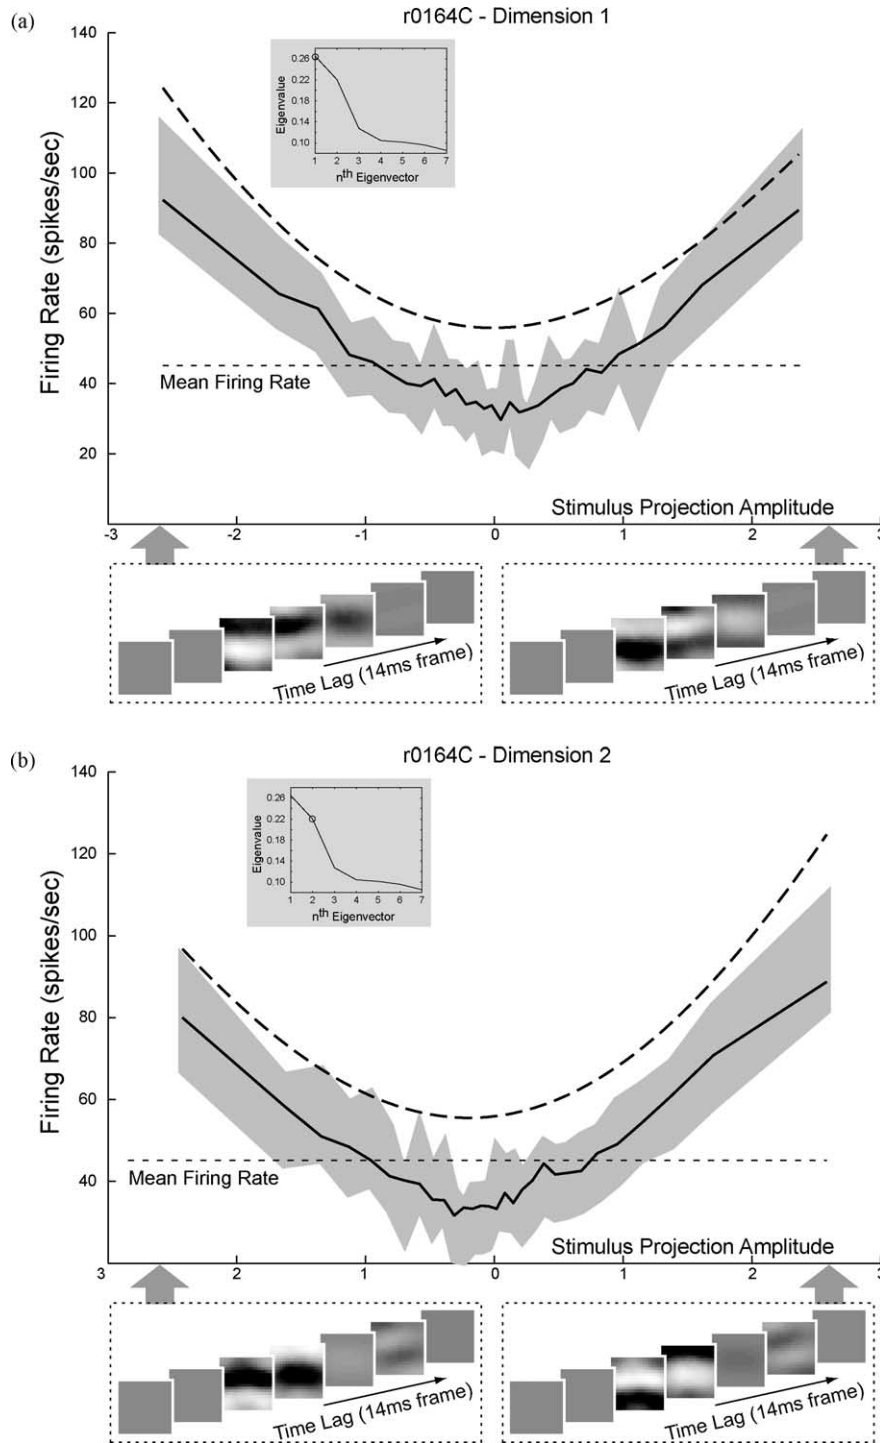 (a)
r0164C - Dimension 1
140
120
100
80
60
40
20
Firing Rate (spikes/sec)
0.26
0.22
0.18
0.14
0.10
Eigenvalue
1 2 3 4 5 6 7
nth Eigenvector
Mean Firing Rate
Stimulus Projection Amplitude
-3 -2 -1 0 1 2 3
Time Lag (14ms frame)
Time Lag (14ms frame)
(b)
r0164C - Dimension 2
140
120
100
80
60
40
Firing Rate (spikes/sec)
0.26
0.22
0.18
0.14
0.10
Eigenvalue
1 2 3 4 5 6 7
nth Eigenvector
Mean Firing Rate
Stimulus Projection Amplitude
3 2 1 0 1 2 3
Time Lag (14ms frame)
Time Lag (14ms frame)